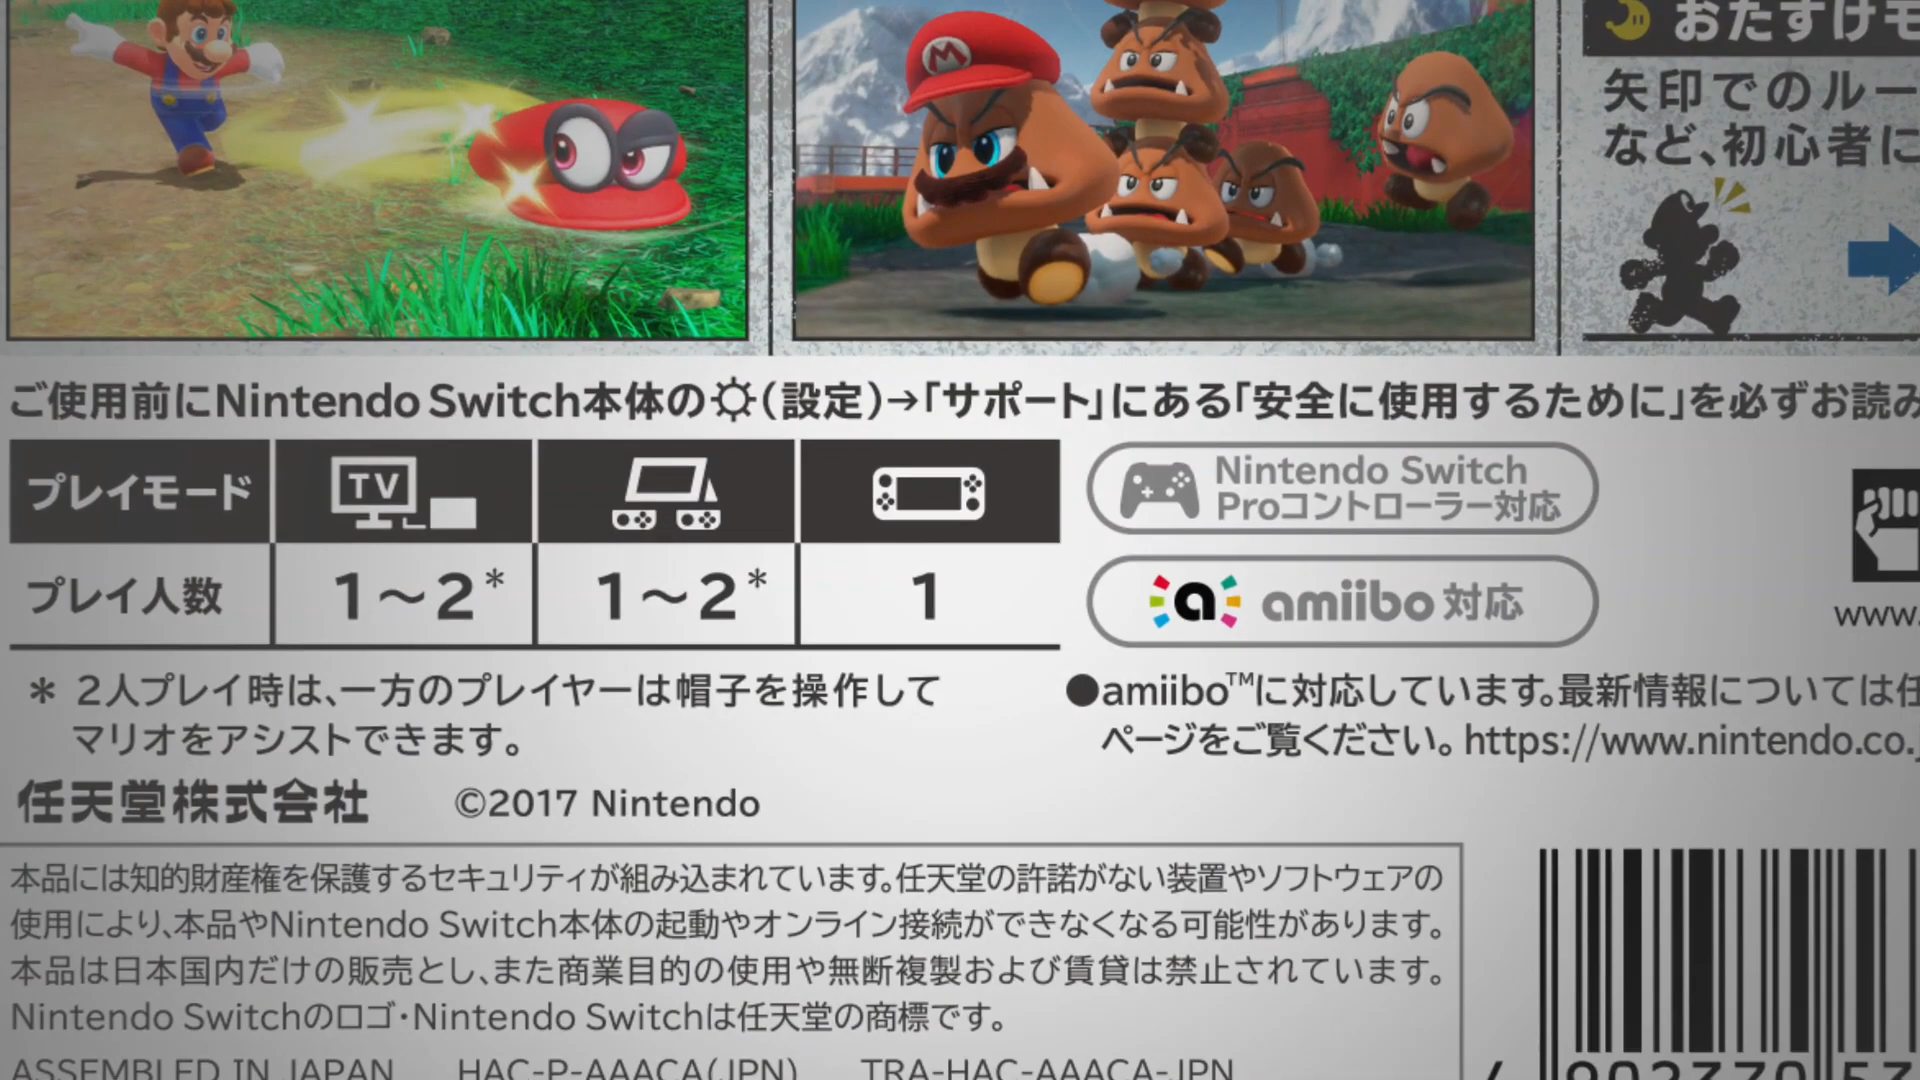 おたすけモ
矢印でのルー
など、初心者に
M
ご使用前にNintendo Switch本体の☼(設定)→「サポート」にある「安全に使用するために」を必ずお読み
プレイモード TV
プレイ人数 1～2* 1～2* 1
Nintendo Switch
Proコントローラー対応
a amiibo 対応
www.
* 2人プレイ時は、一方のプレイヤーは帽子を操作して
マリオをアシストできます。
●amiibo™に対応しています。最新情報については任
ページをご覧ください。https://www.nintendo.co.j
任天堂株式会社 ©2017 Nintendo
本品には知的財産権を保護するセキュリティが組み込まれています。任天堂の許諾がない装置やソフトウェアの
使用により、本品やNintendo Switch本体の起動やオンライン接続ができなくなる可能性があります。
本品は日本国内だけの販売とし、また商業目的の使用や無断複製および賃貸は禁止されています。
Nintendo Switchのロゴ・Nintendo Switchは任天堂の商標です。
ASSEMBLED IN JAPAN HAC-P-AAACA(JPN) TRA-HAC-AAACA-JPN
4 902370 53